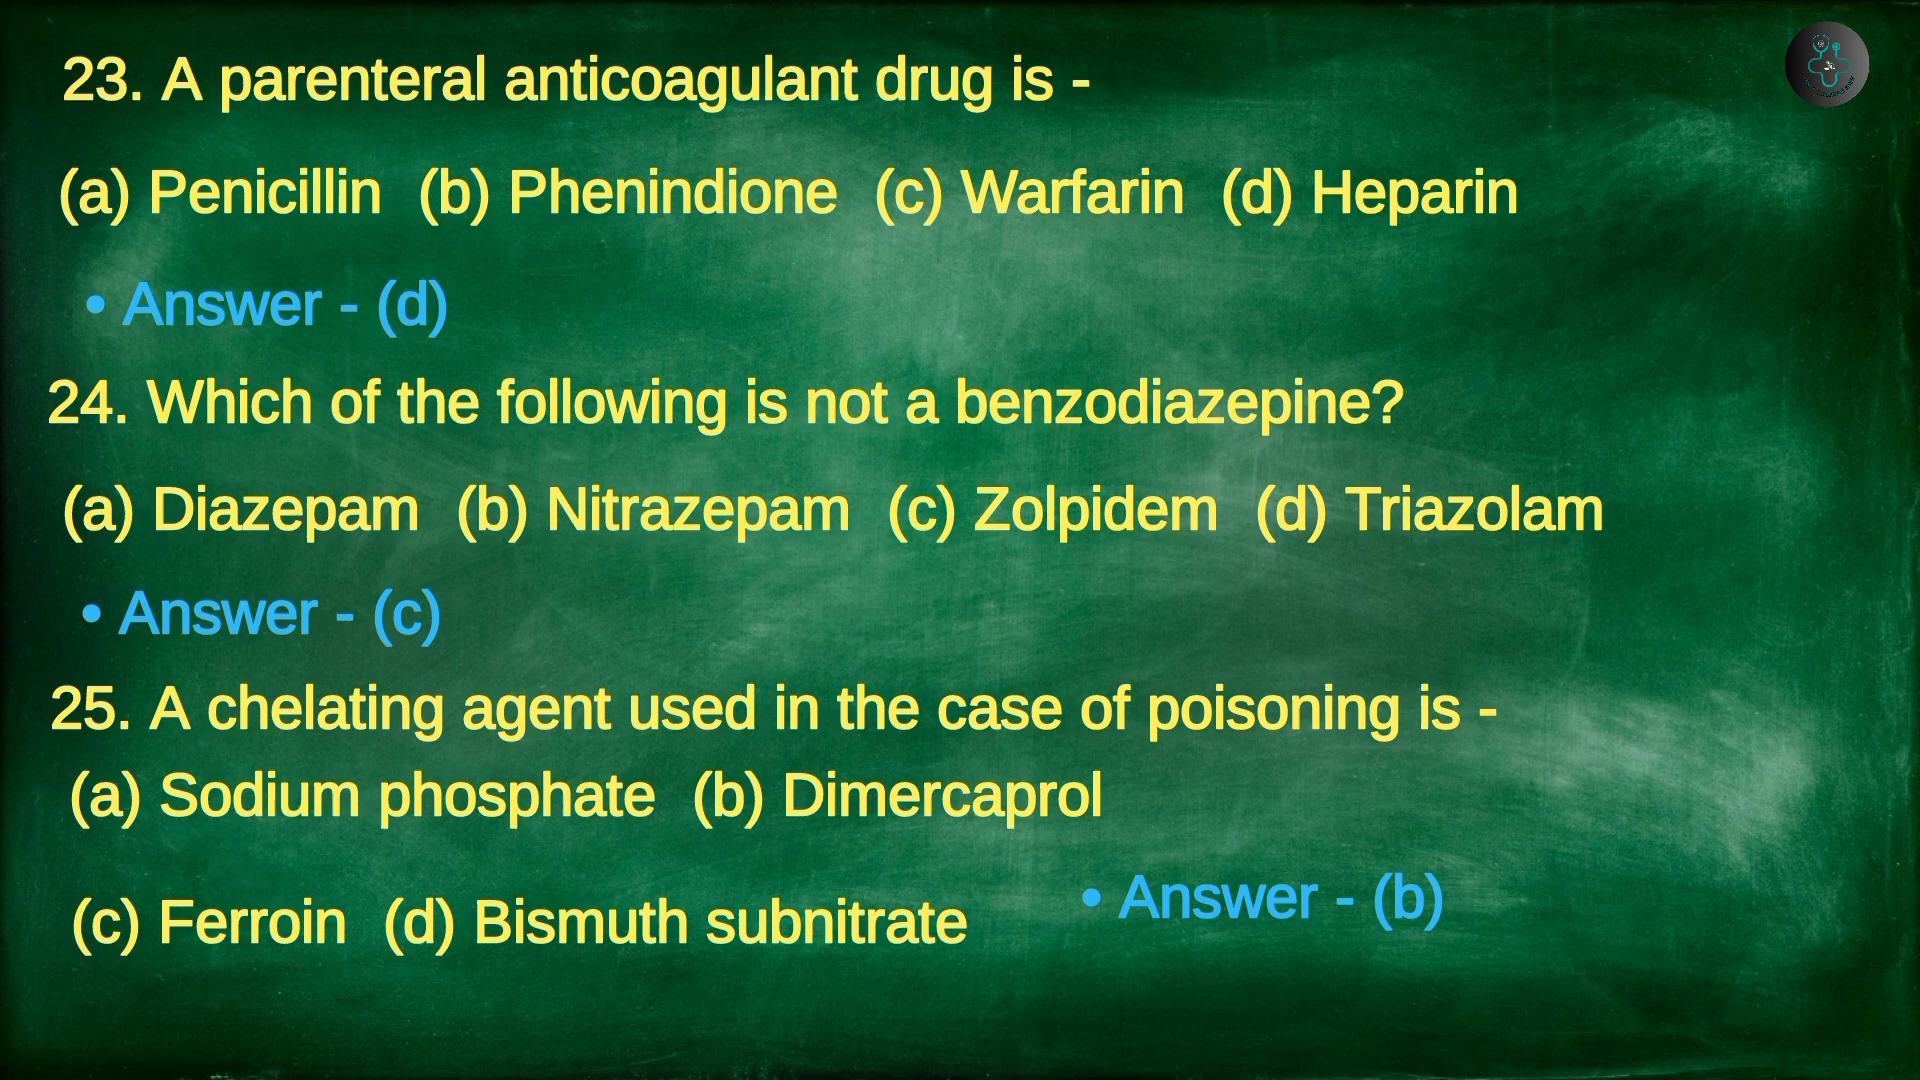 23. A parenteral anticoagulant drug is -
(a) Penicillin (b) Phenindione (c) Warfarin (d) Heparin
• Answer - (d)
24. Which of the following is not a benzodiazepine?
(a) Diazepam (b) Nitrazepam (c) Zolpidem (d) Triazolam
• Answer - (c)
25. A chelating agent used in the case of poisoning is -
(a) Sodium phosphate (b) Dimercaprol
(c) Ferroin (d) Bismuth subnitrate
• Answer - (b)